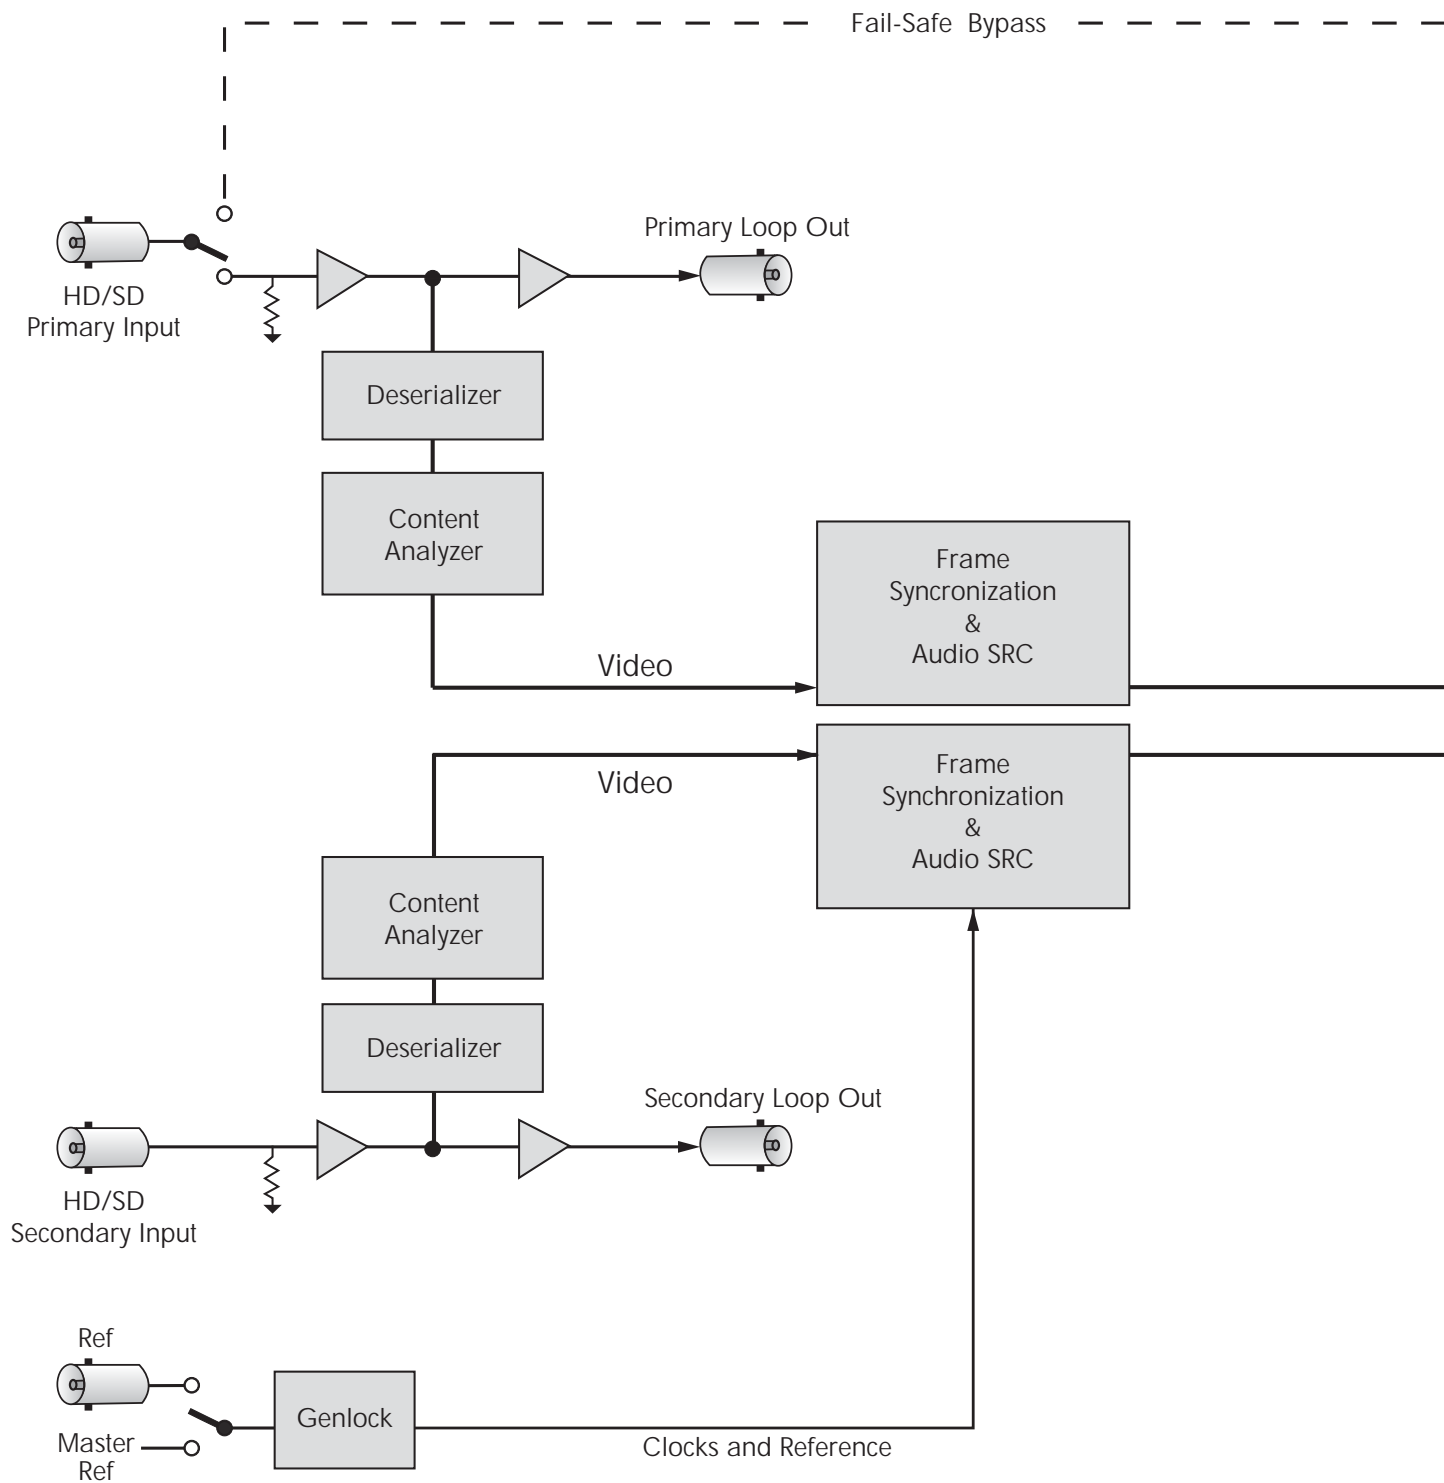 Fail-Safe Bypass
Primary Loop Out
HD/SD
Primary Input
Deserializer
Content
Analyzer
Frame
Syncronization
&
Audio SRC
Video
Video
Frame
Synchronization
&
Audio SRC
Content
Analyzer
Deserializer
Secondary Loop Out
HD/SD
Secondary Input
Ref
Genlock
Master
Ref
Clocks and Reference